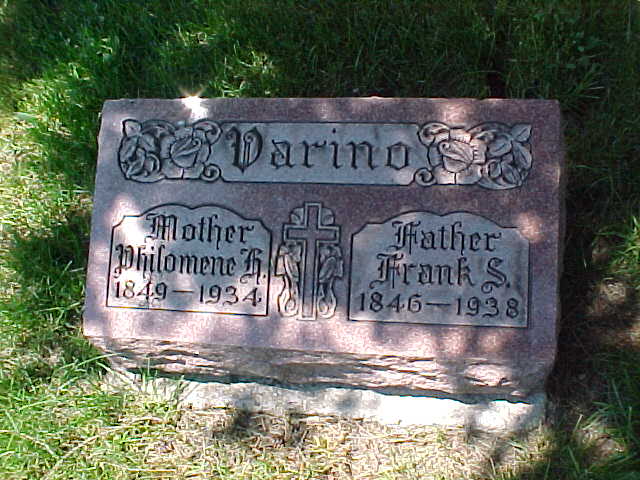 Varino
Mother
Philomene H.
1849–1934
Father
Frank S.
1846–1938